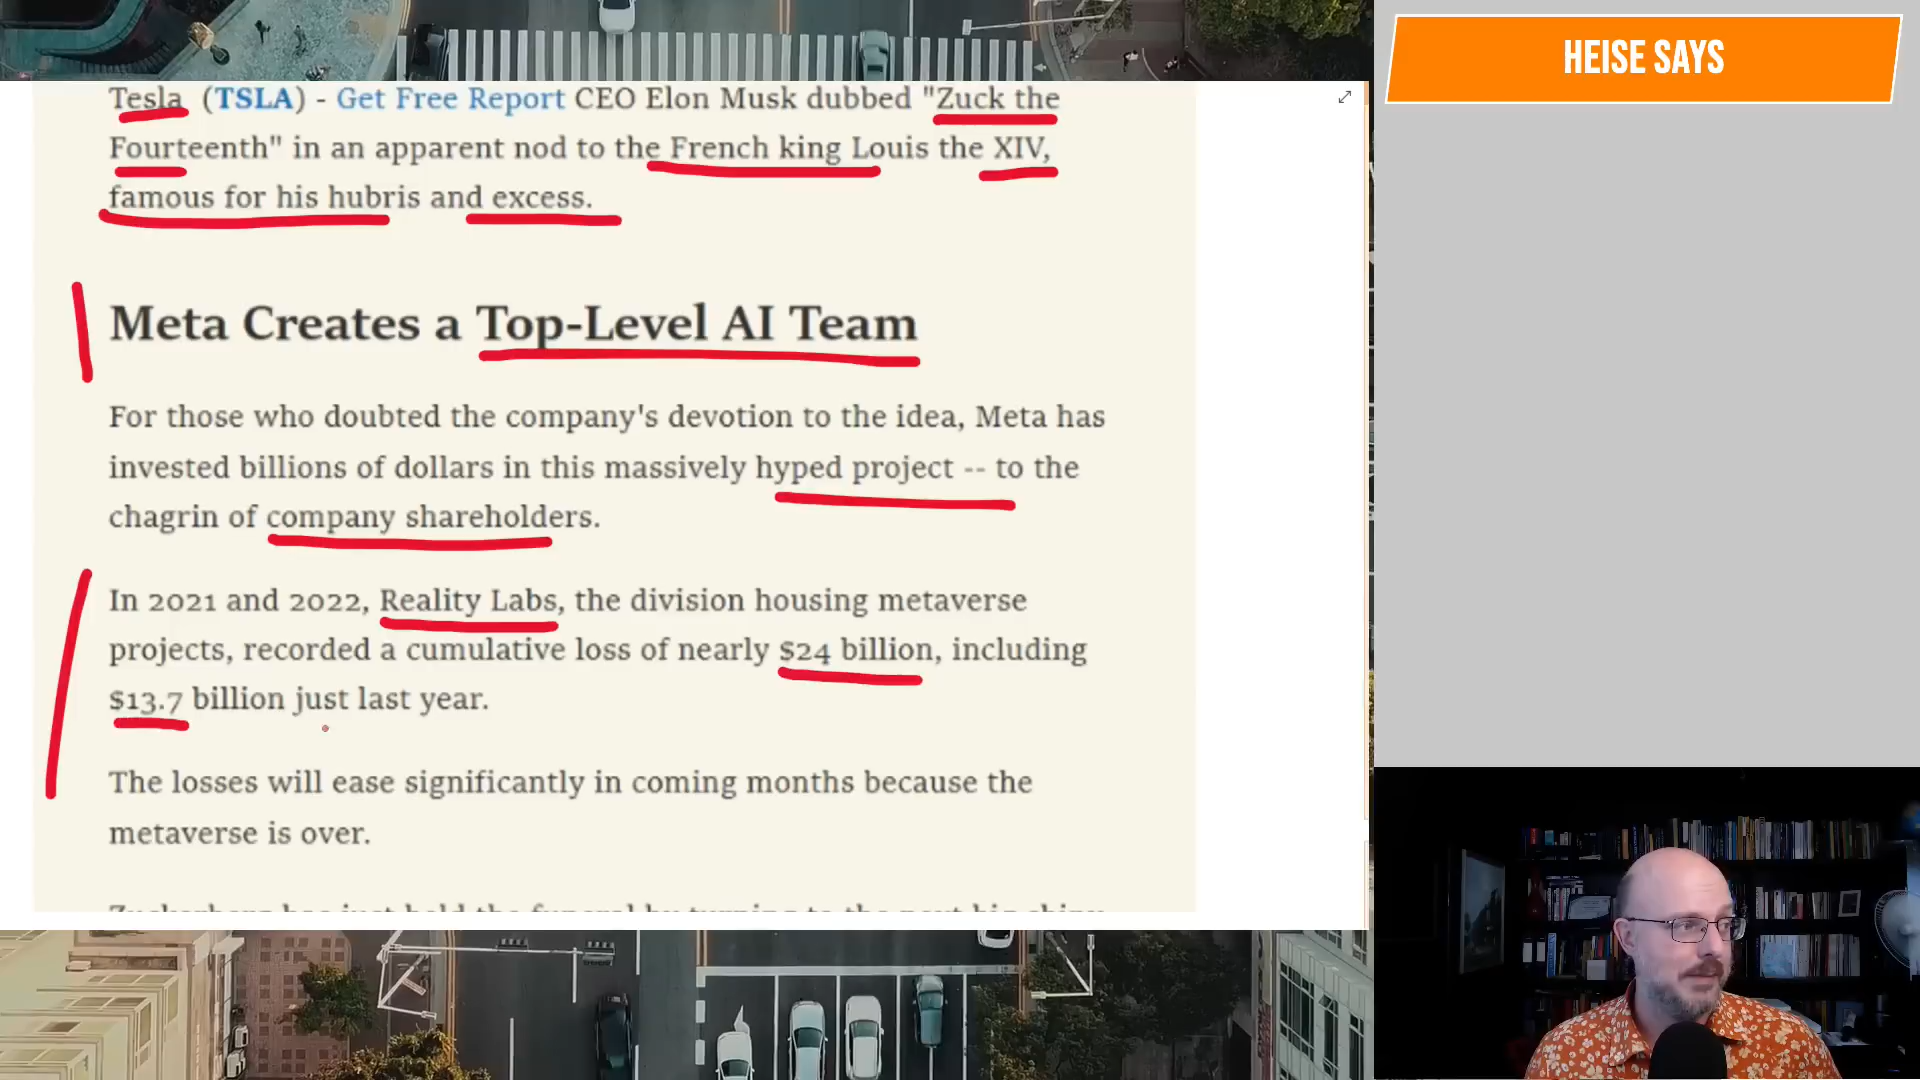 HEISE SAYS
Tesla (TSLA) - Get Free Report CEO Elon Musk dubbed "Zuck the
Fourteenth" in an apparent nod to the French king Louis the XIV,
famous for his hubris and excess.
Meta Creates a Top-Level AI Team
For those who doubted the company's devotion to the idea, Meta has
invested billions of dollars in this massively hyped project -- to the
chagrin of company shareholders.
In 2021 and 2022, Reality Labs, the division housing metaverse
projects, recorded a cumulative loss of nearly $24 billion, including
$13.7 billion just last year.
The losses will ease significantly in coming months because the
metaverse is over.